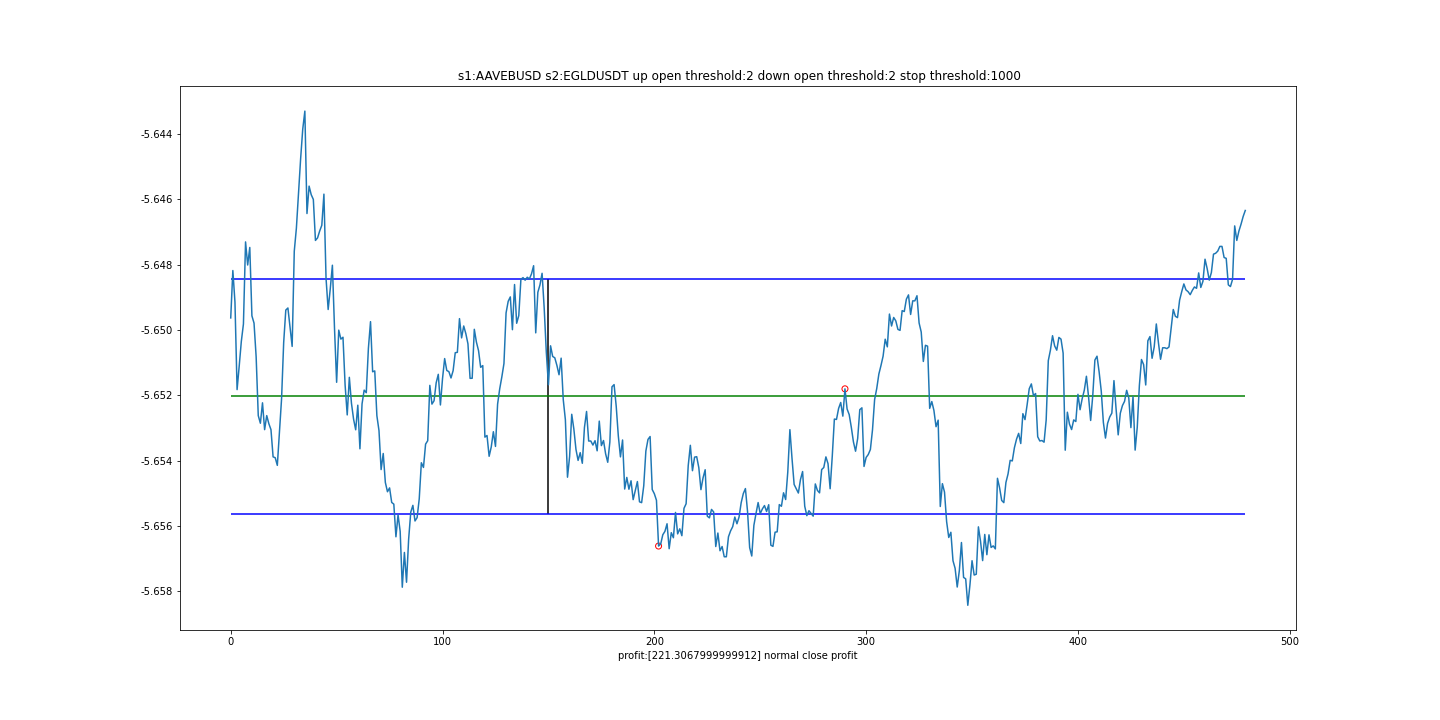 s1:AAVEBUSD s2:EGLDUSDT up open threshold:2 down open threshold:2 stop threshold:1000
-5.644
-5.646
-5.648
-5.650
-5.652
-5.654
-5.656
-5.658
0 100 200 300 400 500
profit:[221.3067999999912] normal close profit